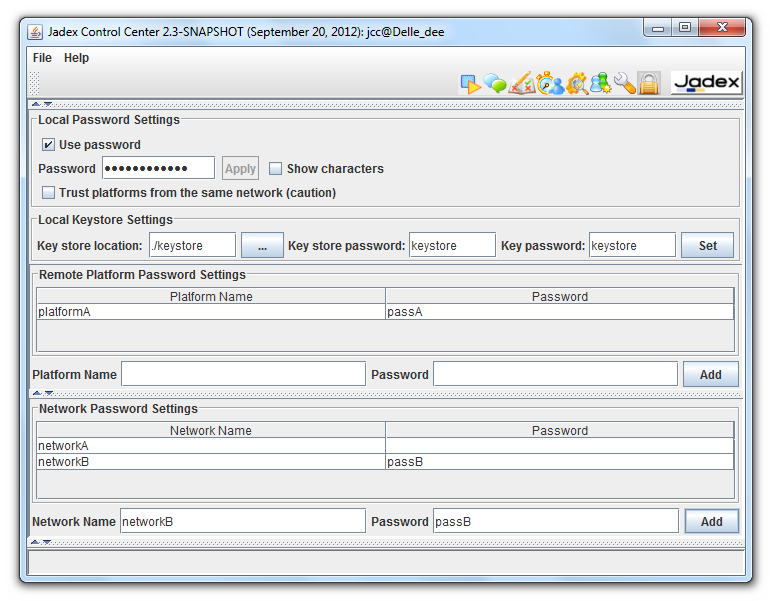 Jadex Control Center 2.3-SNAPSHOT (September 20, 2012): jcc@Delle_dee
File Help
Jadex
Local Password Settings
Use password
Password •••••••••••• Apply Show characters
Trust platforms from the same network (caution)
Local Keystore Settings
Key store location: ./keystore ... Key store password: keystore Key password: keystore Set
Remote Platform Password Settings
Platform Name Password
platformA passA
Platform Name Password Add
Network Password Settings
Network Name Password
networkA
networkB passB
Network Name networkB Password passB Add